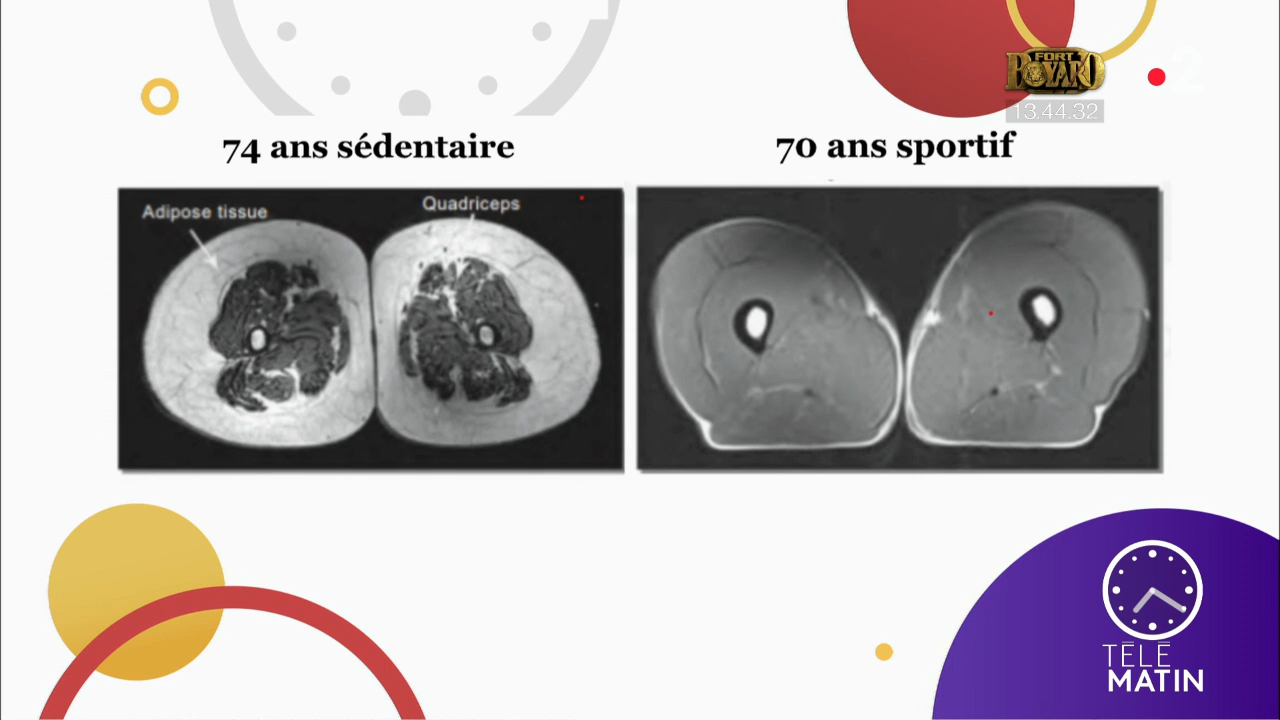 FORT
BOYARD
2
13.44.32
74 ans sédentaire
70 ans sportif
Adipose tissue
Quadriceps
TÉLÉ
MATIN